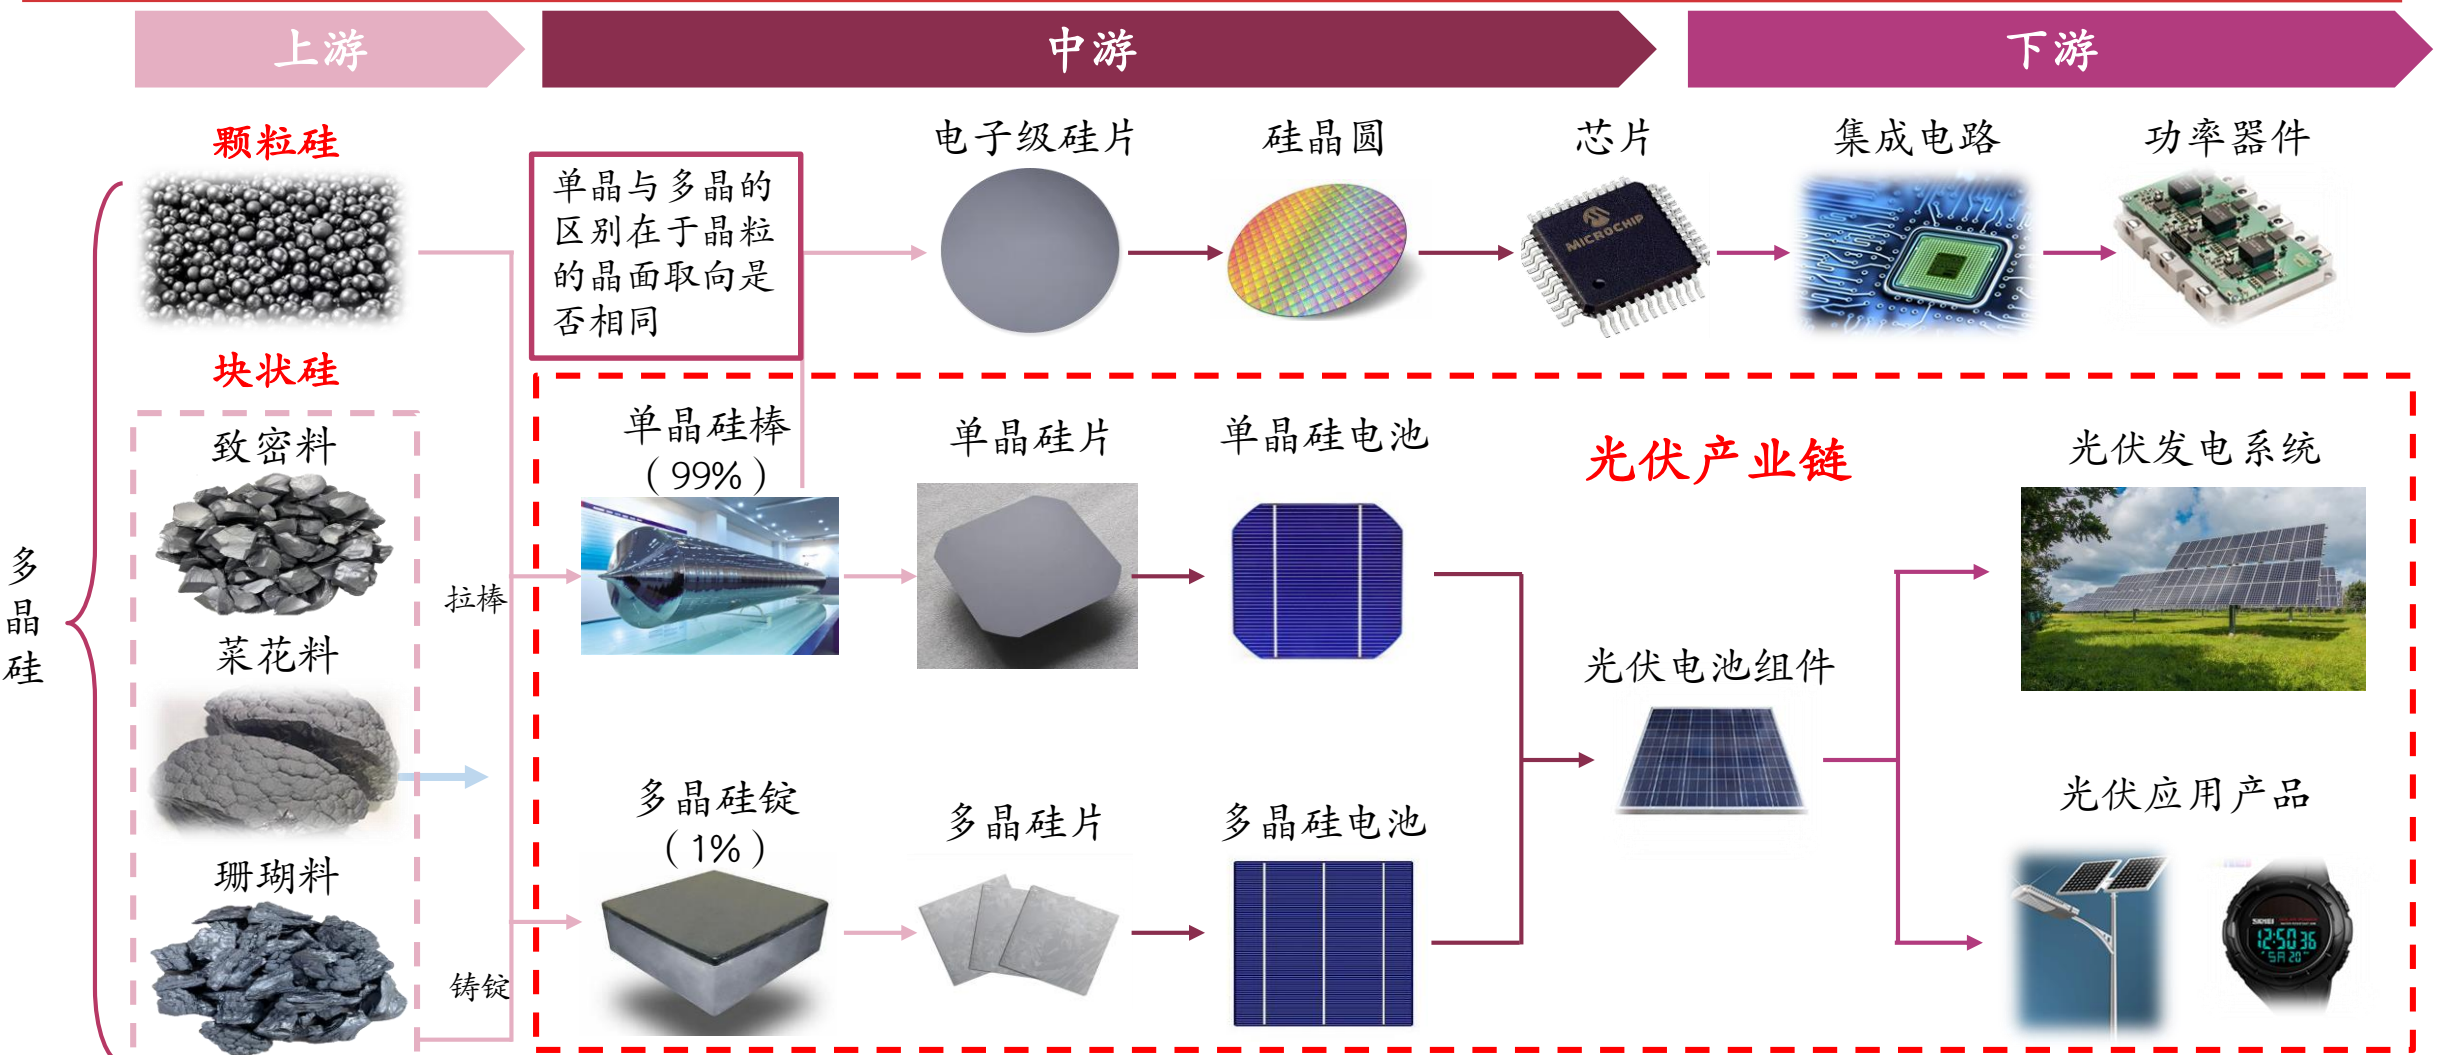 上游
中游
下游
颗粒硅
单晶与多晶的
区别在于晶粒
的晶面取向是
否相同
电子级硅片
硅晶圆
芯片
集成电路
功率器件
MICROCHIP
块状硅
致密料
菜花料
珊瑚料
多
晶
硅
拉棒
铸锭
单晶硅棒
（99%）
单晶硅片
单晶硅电池
光伏产业链
光伏发电系统
光伏电池组件
多晶硅锭
（1%）
多晶硅片
多晶硅电池
光伏应用产品
SKMEI
12:50 36
SA 20